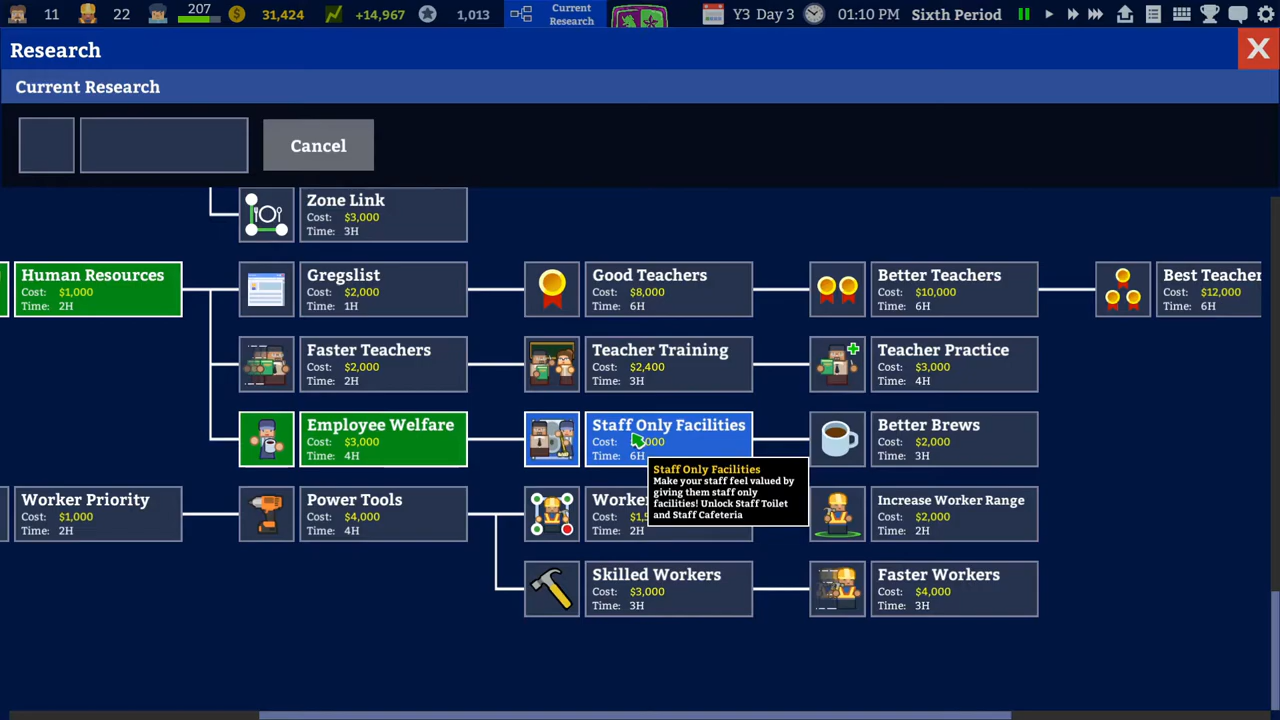 11 22 207 31,424 +14,967 1,013 Current Research Y3 Day 3 01:10 PM Sixth Period
Research
Current Research
Cancel
Zone Link
Cost: $3,000
Time: 3H
Human Resources
Cost: $1,000
Time: 2H
Gregslist
Cost: $2,000
Time: 1H
Good Teachers
Cost: $8,000
Time: 6H
Better Teachers
Cost: $10,000
Time: 6H
Best Teacher
Cost: $12,000
Time: 6H
Faster Teachers
Cost: $2,000
Time: 2H
Teacher Training
Cost: $2,400
Time: 3H
Teacher Practice
Cost: $3,000
Time: 4H
Employee Welfare
Cost: $3,000
Time: 4H
Staff Only Facilities
Cost: 000
Time: 6H
Staff Only Facilities
Make your staff feel valued by
giving them staff only
facilities! Unlock Staff Toilet
and Staff Cafeteria
Better Brews
Cost: $2,000
Time: 3H
Worker Priority
Cost: $1,000
Time: 2H
Power Tools
Cost: $4,000
Time: 4H
Worker
Cost:
Time: 2H
Increase Worker Range
Cost: $2,000
Time: 2H
Skilled Workers
Cost: $3,000
Time: 3H
Faster Workers
Cost: $4,000
Time: 3H